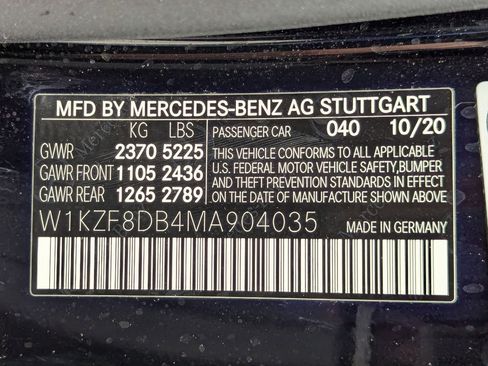 MFD BY MERCEDES-BENZ AG STUTTGART
KG LBS PASSENGER CAR 040 10/20
GVWR 2370 5225
GAWR FRONT 1105 2436
GAWR REAR 1265 2789
THIS VEHICLE CONFORMS TO ALL APPLICABLE
U.S. FEDERAL MOTOR VEHICLE SAFETY,BUMPER
AND THEFT PREVENTION STANDARDS IN EFFECT
ON THE DATE OF MANUFACTURE SHOWN ABOVE.
W1KZF8DB4MA904035 MADE IN GERMANY